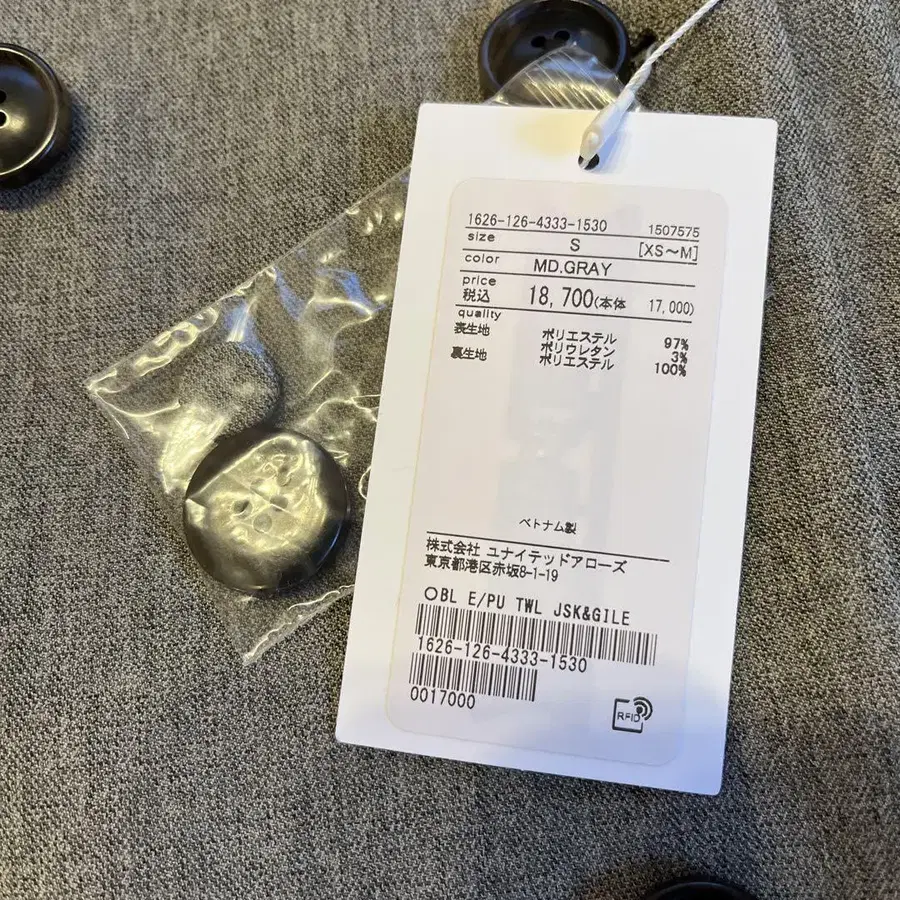 1626-126-4333-1530 1507575
size S [XS〜M]
color MD.GRAY
price
税込 18,700(本体 17,000)
quality
表生地 ポリエステル 97%
ポリウレタン 3%
裏生地 ポリエステル 100%
ベトナム製
株式会社 ユナイテッドアローズ
東京都港区赤坂8-1-19
〇BL E/PU TWL JSK&GILE
1626-126-4333-1530
0017000
RFID